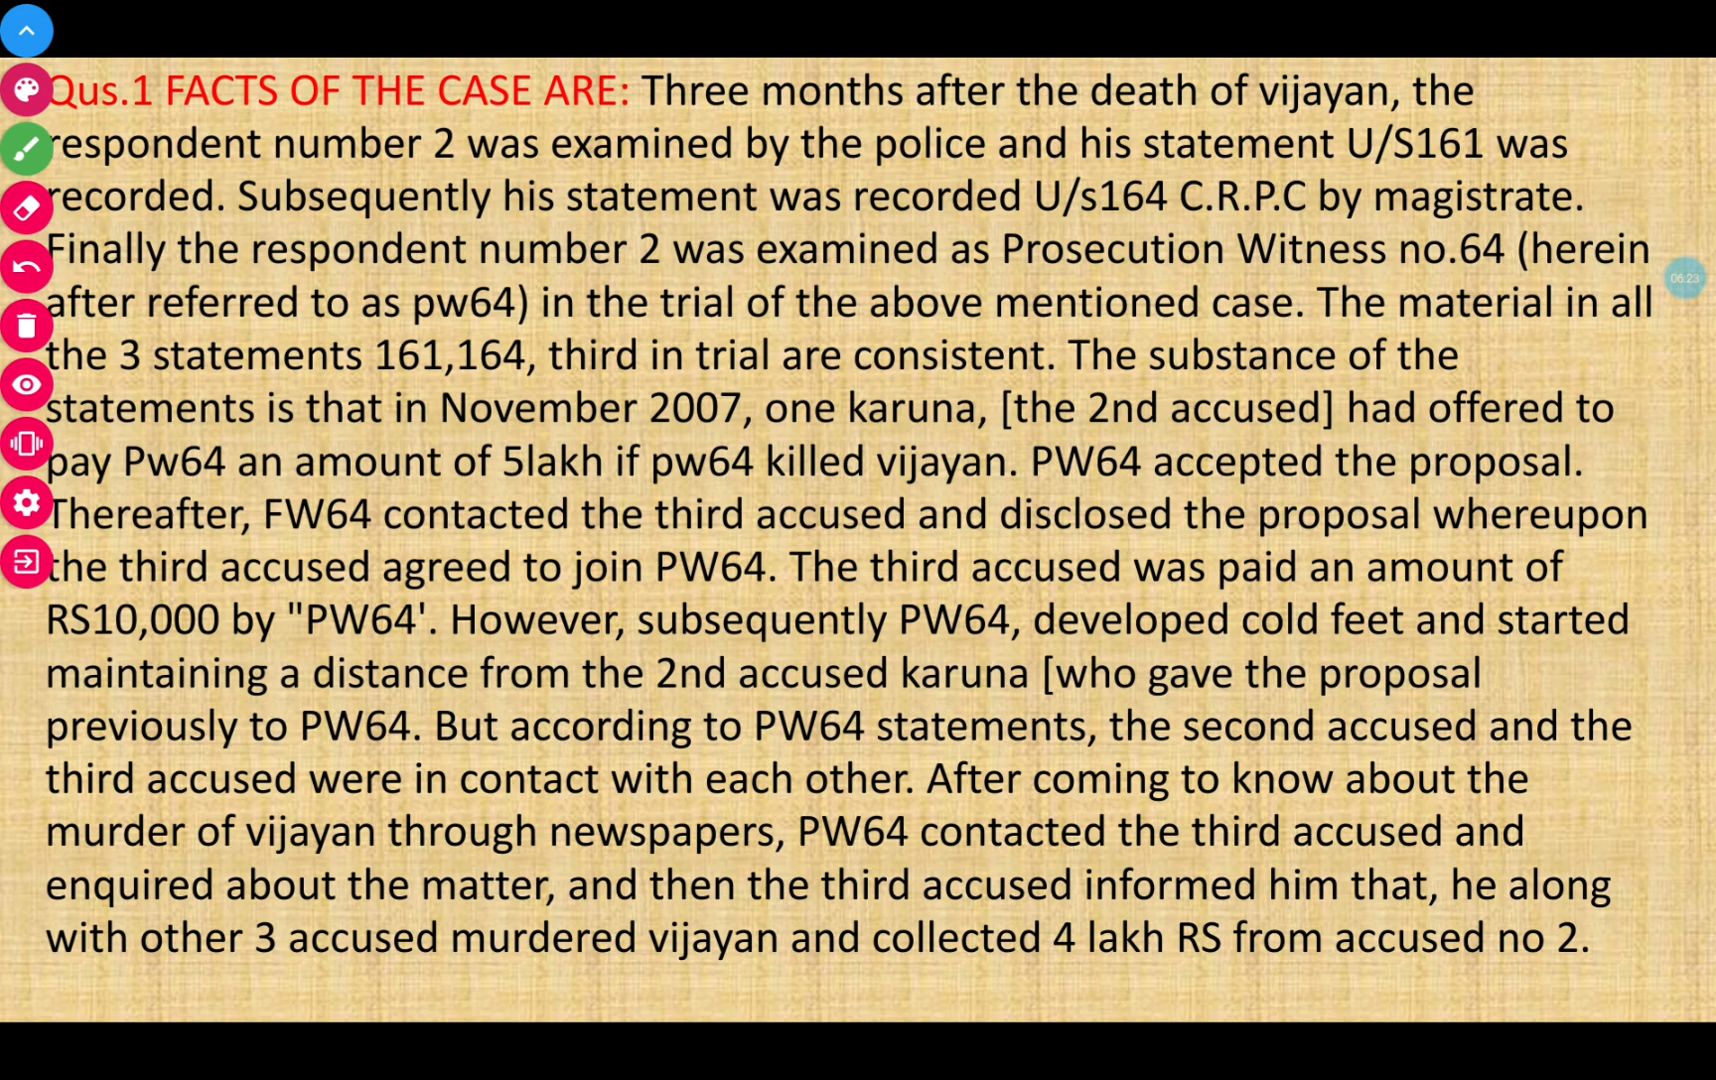 Qus.1 FACTS OF THE CASE ARE: Three months after the death of vijayan, the
respondent number 2 was examined by the police and his statement U/S161 was
recorded. Subsequently his statement was recorded U/s164 C.R.P.C by magistrate.
Finally the respondent number 2 was examined as Prosecution Witness no.64 (herein
after referred to as pw64) in the trial of the above mentioned case. The material in all
the 3 statements 161,164, third in trial are consistent. The substance of the
statements is that in November 2007, one karuna, [the 2nd accused] had offered to
pay Pw64 an amount of 5lakh if pw64 killed vijayan. PW64 accepted the proposal.
Thereafter, FW64 contacted the third accused and disclosed the proposal whereupon
the third accused agreed to join PW64. The third accused was paid an amount of
RS10,000 by "PW64'. However, subsequently PW64, developed cold feet and started
maintaining a distance from the 2nd accused karuna [who gave the proposal
previously to PW64. But according to PW64 statements, the second accused and the
third accused were in contact with each other. After coming to know about the
murder of vijayan through newspapers, PW64 contacted the third accused and
enquired about the matter, and then the third accused informed him that, he along
with other 3 accused murdered vijayan and collected 4 lakh RS from accused no 2.
06:23